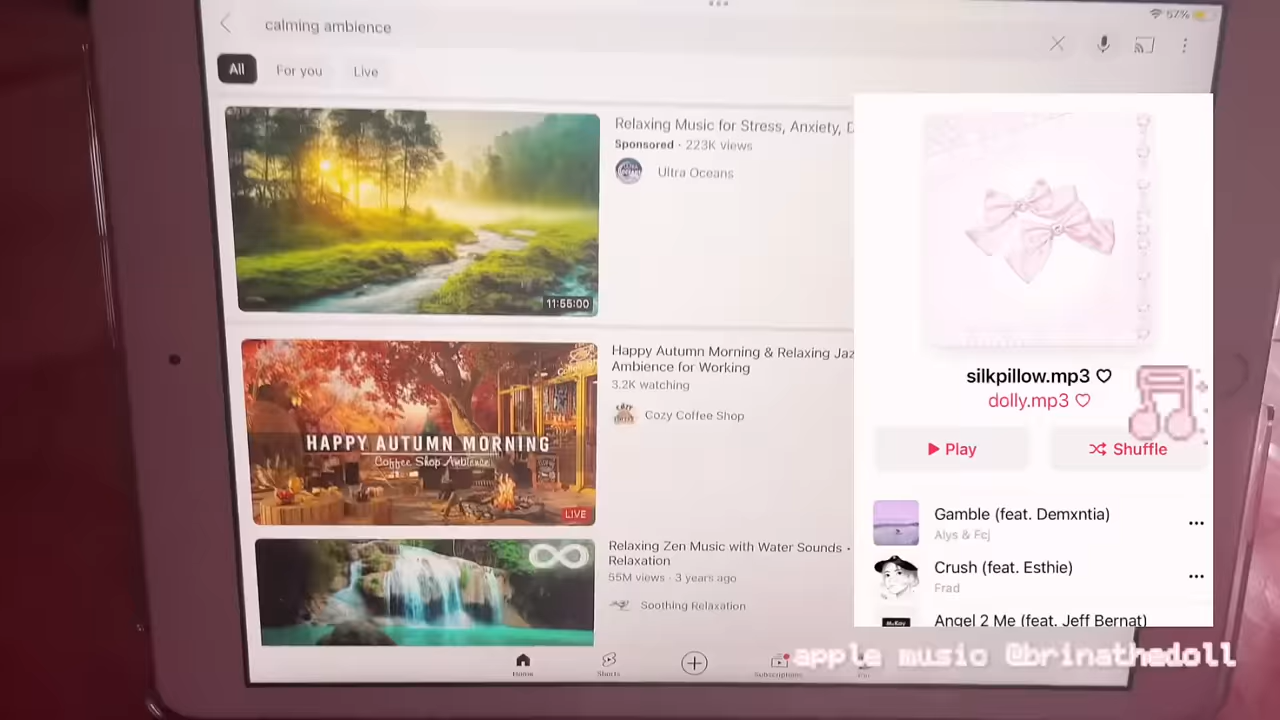 calming ambience
57%
All
For you
Live
Relaxing Music for Stress, Anxiety, D
Sponsored · 223K views
Ultra Oceans
11:55:00
Happy Autumn Morning & Relaxing Jaz
Ambience for Working
3.2K watching
Cozy Coffee Shop
HAPPY AUTUMN MORNING
Coffee Shop Ambience
LIVE
Relaxing Zen Music with Water Sounds •
Relaxation
55M views · 3 years ago
Soothing Relaxation
Home
Shorts
Subscriptions
silkpillow.mp3
dolly.mp3
Play
Shuffle
Gamble (feat. Demxntia)
Alys & Fcj
Crush (feat. Esthie)
Frad
Angel 2 Me (feat. Jeff Bernat)
McKay
apple music @brinathedoll